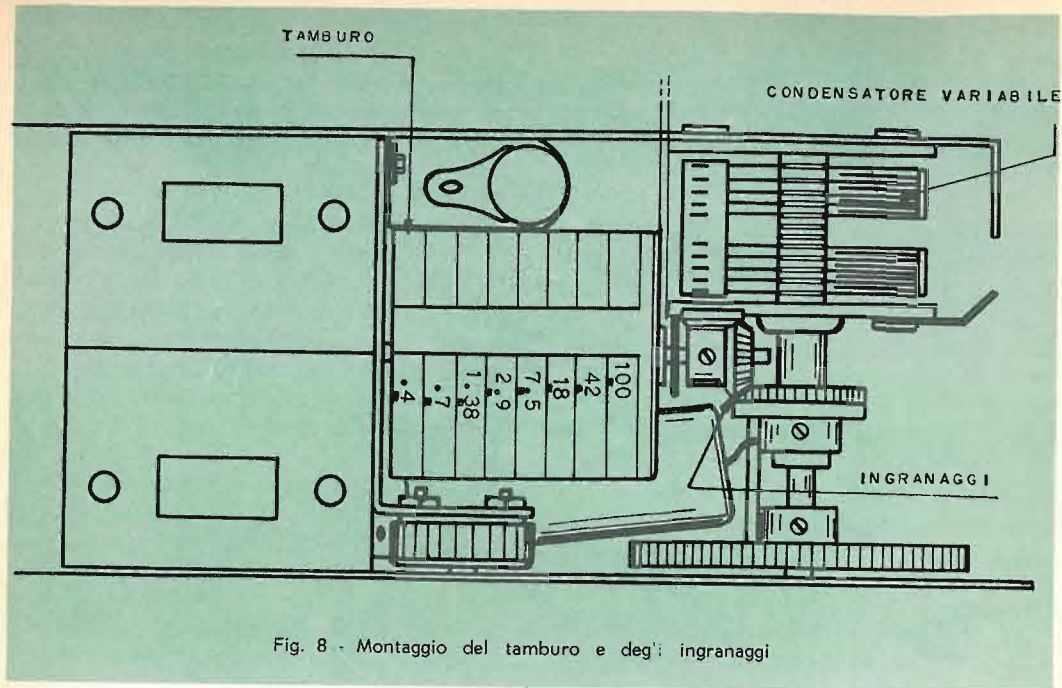 TAMBURO
CONDENSATORE VARIABILE
.4
.7
1.38
2.9
7.5
18
42
100
INGRANAGGI
Fig. 8 - Montaggio del tamburo e deg'i ingranaggi